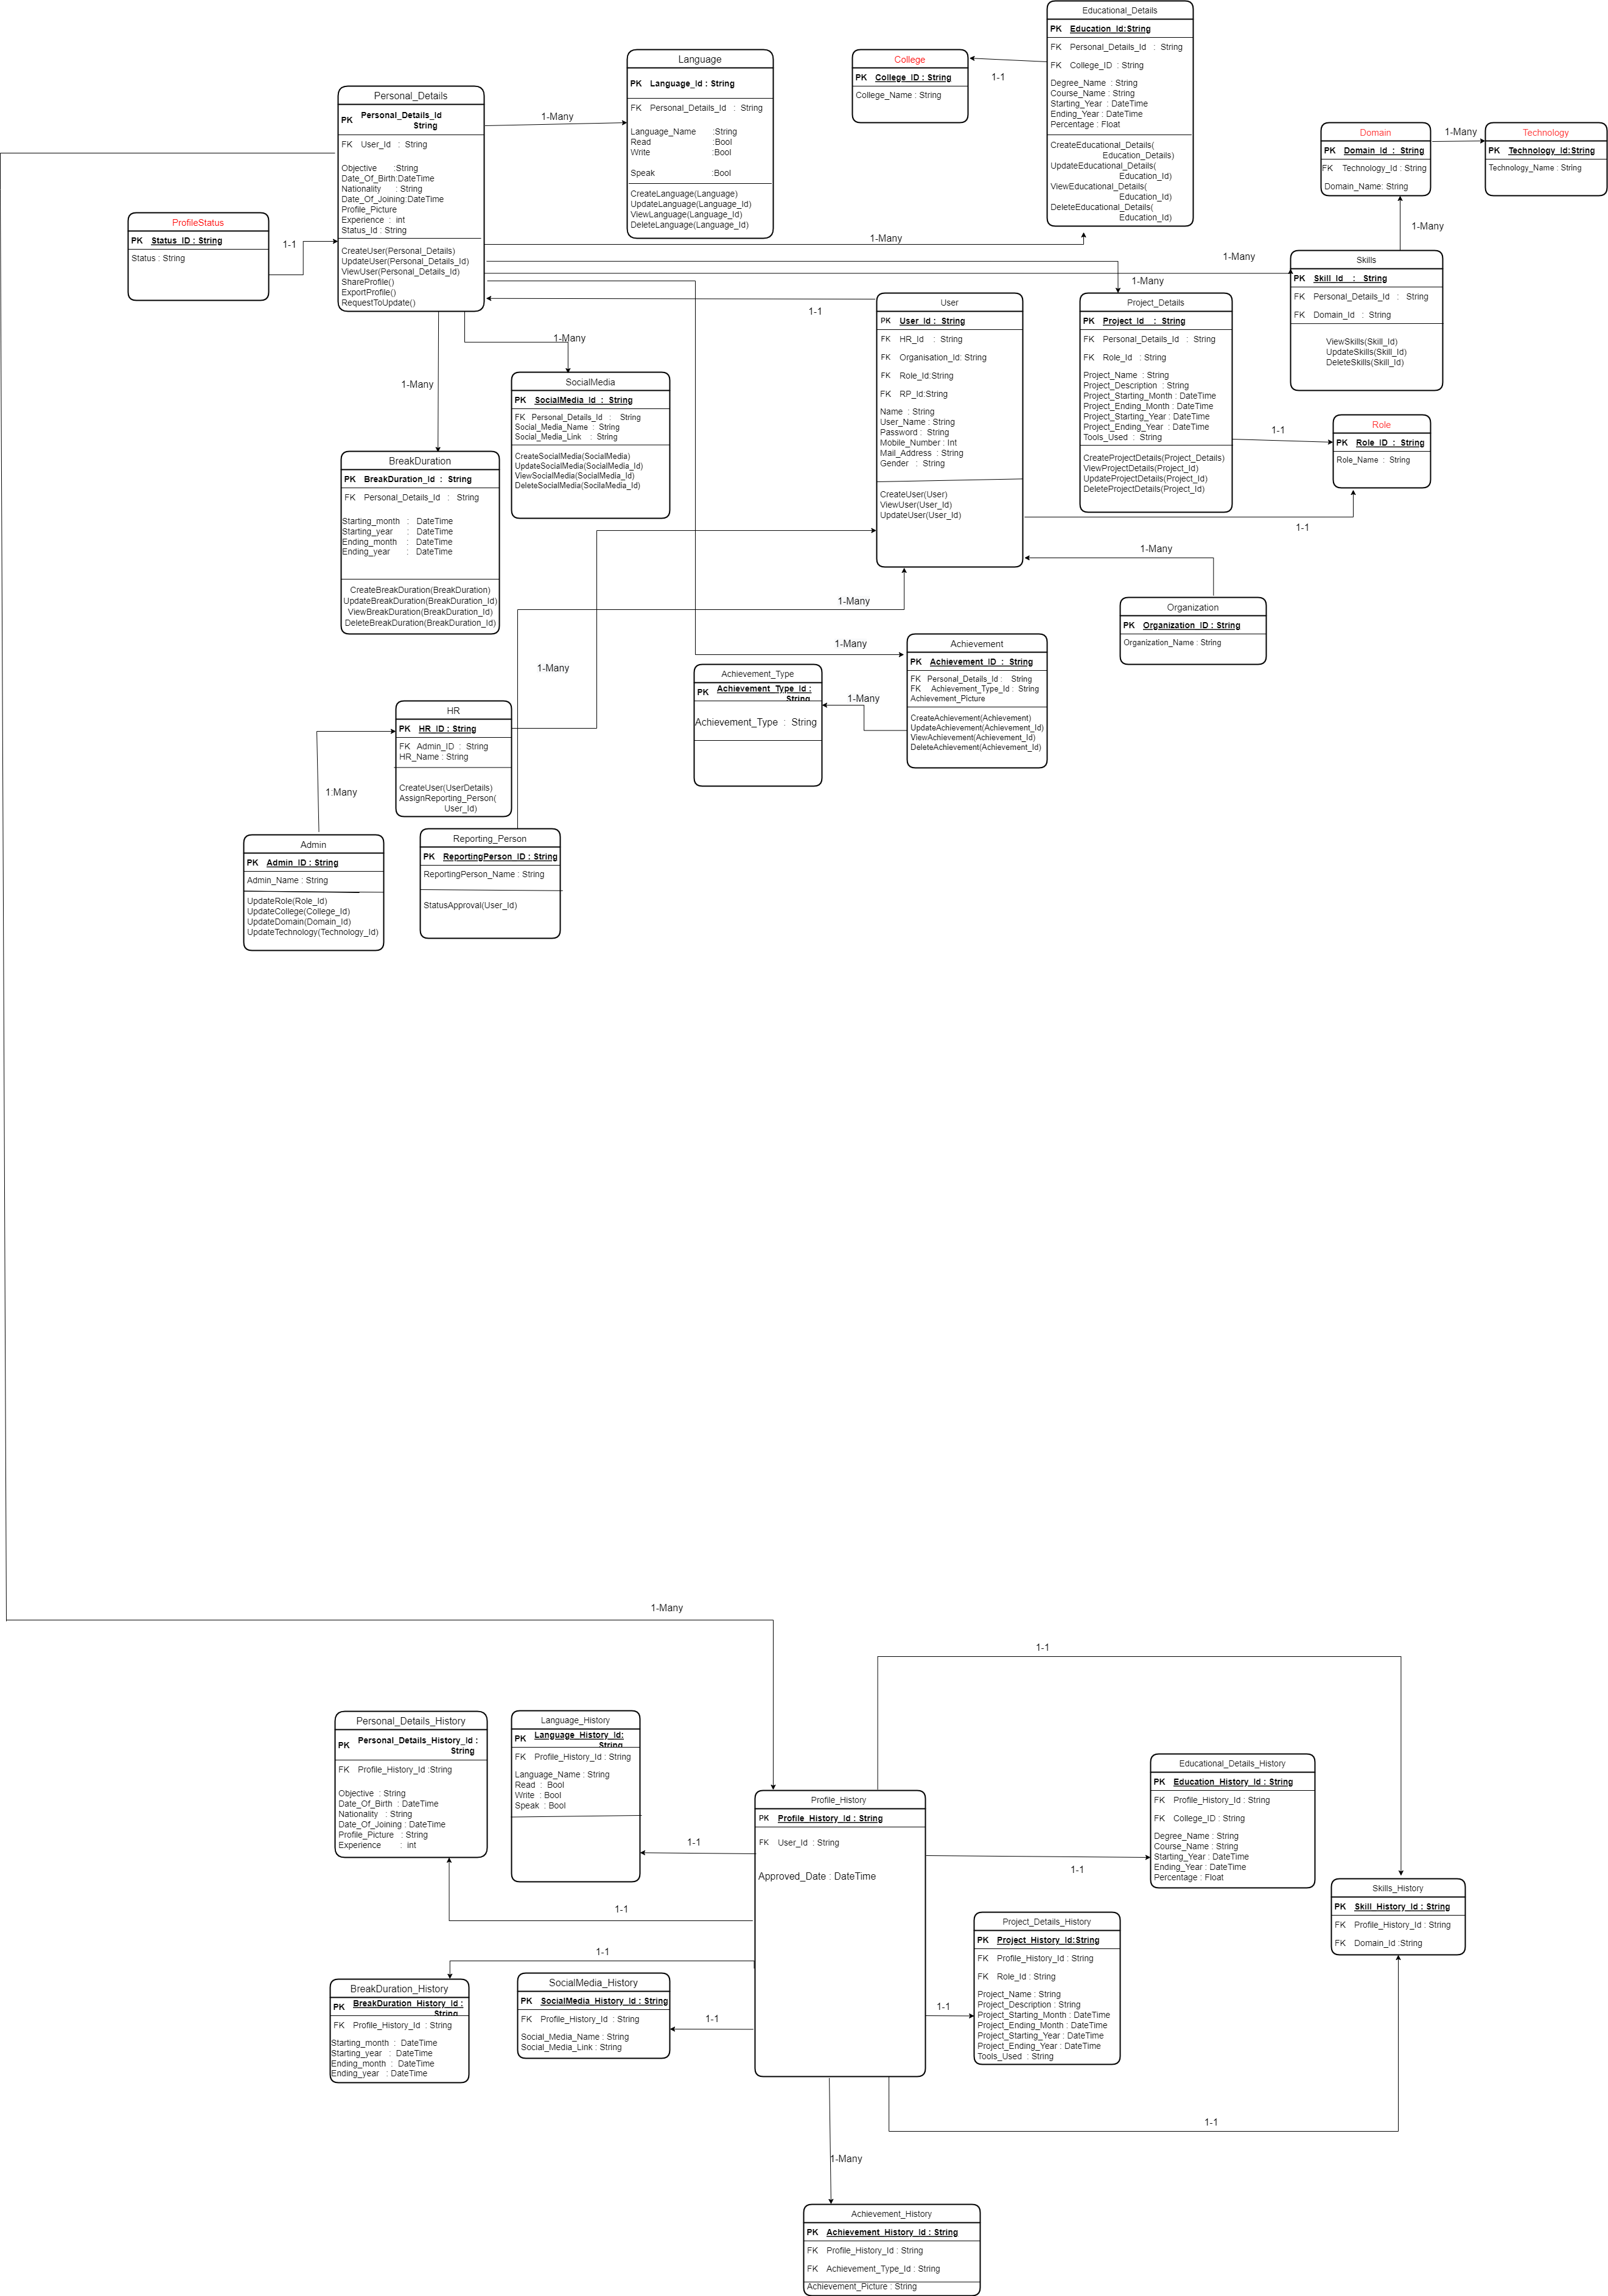 Educational_Details
PK Education_Id:String
FK Personal_Details_Id : String
FK College_ID : String
Degree_Name : String
Course_Name : String
Starting_Year : DateTime
Ending_Year : DateTime
Percentage : Float
CreateEducational_Details(
Education_Details)
UpdateEducational_Details(
Education_Id)
ViewEducational_Details(
Education_Id)
DeleteEducational_Details(
Education_Id)
College
PK College_ID : String
College_Name : String
1-1
Language
PK Language_Id : String
FK Personal_Details_Id : String
Language_Name :String
Read :Bool
Write :Bool
Speak :Bool
CreateLanguage(Language)
UpdateLanguage(Language_Id)
ViewLanguage(Language_Id)
DeleteLanguage(Language_Id)
1-Many
Personal_Details
PK Personal_Details_Id
String
FK User_Id : String
Objective :String
Date_Of_Birth:DateTime
Nationality : String
Date_Of_Joining:DateTime
Profile_Picture
Experience : int
Status_Id : String
CreateUser(Personal_Details)
UpdateUser(Personal_Details_Id)
ViewUser(Personal_Details_Id)
ShareProfile()
ExportProfile()
RequestToUpdate()
ProfileStatus
PK Status_ID : String
Status : String
1-1
Domain
PK Domain_Id : String
FK Technology_Id : String
Domain_Name: String
1-Many
Technology
PK Technology_Id:String
Technology_Name : String
1-Many
1-Many
1-Many
1-Many
Skills
PK Skill_Id : String
FK Personal_Details_Id : String
FK Domain_Id : String
ViewSkills(Skill_Id)
UpdateSkills(Skill_Id)
DeleteSkills(Skill_Id)
User
PK User_Id : String
FK HR_Id : String
FK Organisation_Id: String
FK Role_Id:String
FK RP_Id:String
Name : String
User_Name : String
Password : String
Mobile_Number : Int
Mail_Address : String
Gender : String
CreateUser(User)
ViewUser(User_Id)
UpdateUser(User_Id)
1-1
Project_Details
PK Project_Id : String
FK Personal_Details_Id : String
FK Role_Id : String
Project_Name : String
Project_Description : String
Project_Starting_Month : DateTime
Project_Ending_Month : DateTime
Project_Starting_Year : DateTime
Project_Ending_Year : DateTime
Tools_Used : String
CreateProjectDetails(Project_Details)
ViewProjectDetails(Project_Id)
UpdateProjectDetails(Project_Id)
DeleteProjectDetails(Project_Id)
1-1
Role
PK Role_ID : String
Role_Name : String
1-1
1-Many
1-Many
SocialMedia
PK SocialMedia_Id : String
FK Personal_Details_Id : String
Social_Media_Name : String
Social_Media_Link : String
CreateSocialMedia(SocialMedia)
UpdateSocialMedia(SocialMedia_Id)
ViewSocialMedia(SocialMedia_Id)
DeleteSocialMedia(SocilaMedia_Id)
BreakDuration
PK BreakDuration_Id : String
FK Personal_Details_Id : String
Starting_month : DateTime
Starting_year : DateTime
Ending_month : DateTime
Ending_year : DateTime
CreateBreakDuration(BreakDuration)
UpdateBreakDuration(BreakDuration_Id)
ViewBreakDuration(BreakDuration_Id)
DeleteBreakDuration(BreakDuration_Id)
1-Many
Organization
PK Organization_ID : String
Organization_Name : String
1-Many
1-Many
1-Many
Achievement
PK Achievement_ID : String
FK Personal_Details_Id : String
FK Achievement_Type_Id : String
Achievement_Picture
CreateAchievement(Achievement)
UpdateAchievement(Achievement_Id)
ViewAchievement(Achievement_Id)
DeleteAchievement(Achievement_Id)
Achievement_Type
PK Achievement_Type_Id :
String
Achievement_Type : String
1-Many
HR
PK HR_ID : String
FK Admin_ID : String
HR_Name : String
CreateUser(UserDetails)
AssignReporting_Person(
User_Id)
1:Many
Admin
PK Admin_ID : String
Admin_Name : String
UpdateRole(Role_Id)
UpdateCollege(College_Id)
UpdateDomain(Domain_Id)
UpdateTechnology(Technology_Id)
Reporting_Person
PK ReportingPerson_ID : String
ReportingPerson_Name : String
StatusApproval(User_Id)
1-Many
1-1
Personal_Details_History
PK Personal_Details_History_Id :
String
FK Profile_History_Id :String
Objective : String
Date_Of_Birth : DateTime
Nationality : String
Date_Of_Joining : DateTime
Profile_Picture : String
Experience : int
Language_History
PK Language_History_Id:
String
FK Profile_History_Id : String
Language_Name : String
Read : Bool
Write : Bool
Speak : Bool
1-1
Profile_History
PK Profile_History_Id : String
FK User_Id : String
Approved_Date : DateTime
Educational_Details_History
PK Education_History_Id : String
FK Profile_History_Id : String
FK College_ID : String
Degree_Name : String
Course_Name : String
Starting_Year : DateTime
Ending_Year : DateTime
Percentage : Float
1-1
Skills_History
PK Skill_History_Id : String
FK Profile_History_Id : String
FK Domain_Id :String
1-1
1-1
Project_Details_History
PK Project_History_Id:String
FK Profile_History_Id : String
FK Role_Id : String
Project_Name : String
Project_Description : String
Project_Starting_Month : DateTime
Project_Ending_Month : DateTime
Project_Starting_Year : DateTime
Project_Ending_Year : DateTime
Tools_Used : String
1-1
BreakDuration_History
PK BreakDuration_History_Id :
String
FK Profile_History_Id : String
Starting_month : DateTime
Starting_year : DateTime
Ending_month : DateTime
Ending_year : DateTime
SocialMedia_History
PK SocialMedia_History_Id : String
FK Profile_History_Id : String
Social_Media_Name : String
Social_Media_Link : String
1-1
1-1
1-Many
Achievement_History
PK Achievement_History_Id : String
FK Profile_History_Id : String
FK Achievement_Type_Id : String
Achievement_Picture : String